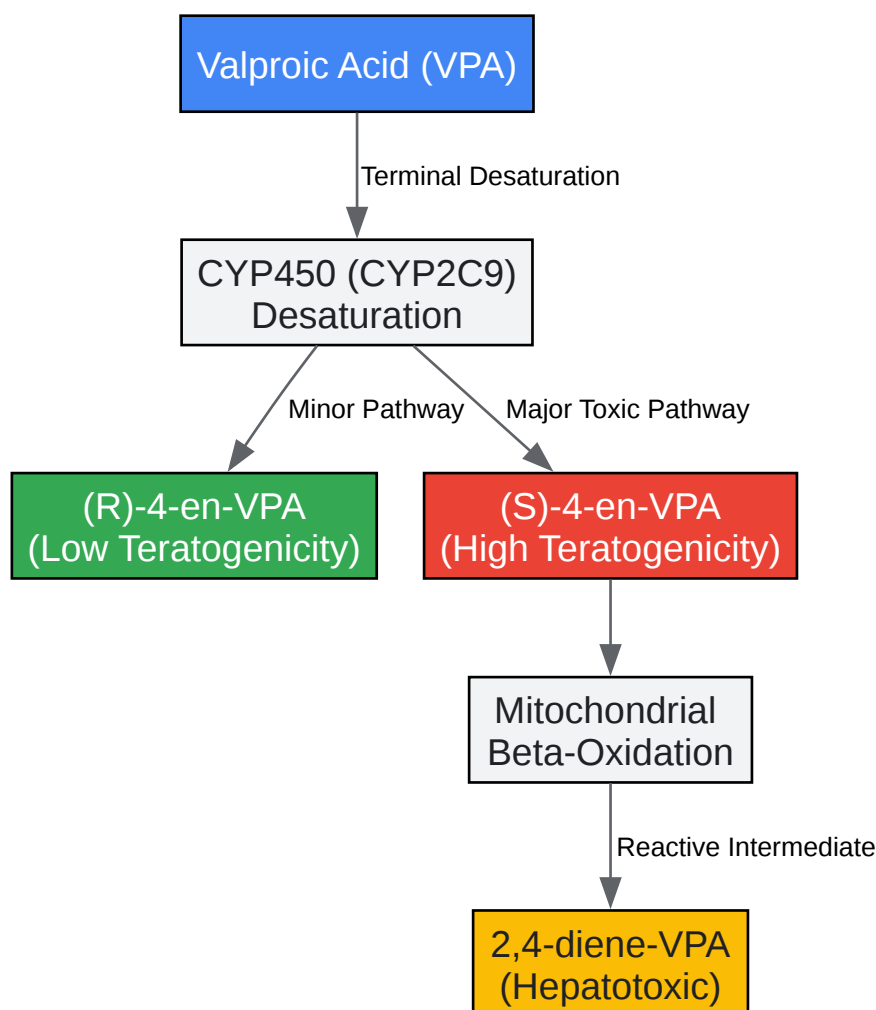 Valproic Acid (VPA)
Terminal Desaturation
CYP450 (CYP2C9)
Desaturation
Minor Pathway
Major Toxic Pathway
(R)-4-en-VPA
(Low Teratogenicity)
(S)-4-en-VPA
(High Teratogenicity)
Mitochondrial
Beta-Oxidation
Reactive Intermediate
2,4-diene-VPA
(Hepatotoxic)